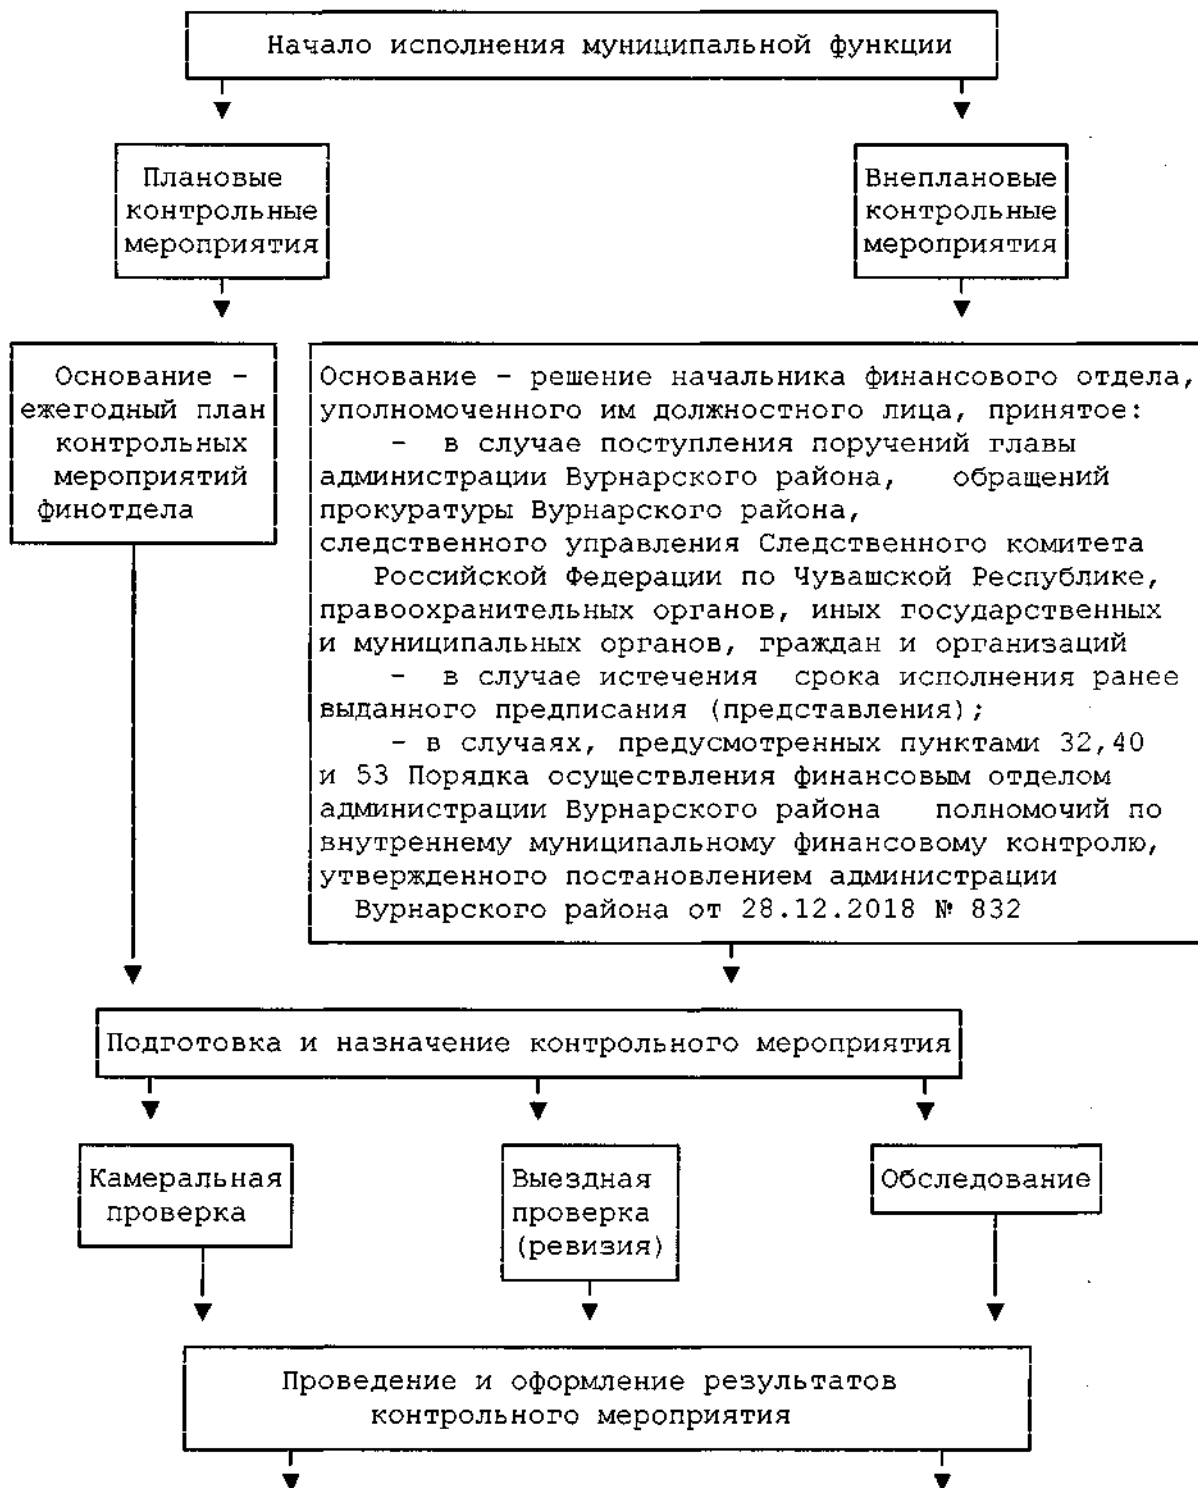 Начало исполнения муниципальной функции
Плановые
контрольные
мероприятия
Внеплановые
контрольные
мероприятия
Основание –
ежегодный план
контрольных
мероприятий
финотдела
Основание – решение начальника финансового отдела,
уполномоченного им должностного лица, принятое:
- в случае поступления поручений главы
администрации Вурнарского района, обращений
прокуратуры Вурнарского района,
следственного управления Следственного комитета
Российской Федерации по Чувашской Республике,
правоохранительных органов, иных государственных
и муниципальных органов, граждан и организаций
- в случае истечения срока исполнения ранее
выданного предписания (представления);
- в случаях, предусмотренных пунктами 32,40
и 53 Порядка осуществления финансовым отделом
администрации Вурнарского района полномочий по
внутреннему муниципальному финансовому контролю,
утвержденного постановлением администрации
Вурнарского района от 28.12.2018 № 832
Подготовка и назначение контрольного мероприятия
Камеральная
проверка
Выездная
проверка
(ревизия)
Обследование
Проведение и оформление результатов
контрольного мероприятия